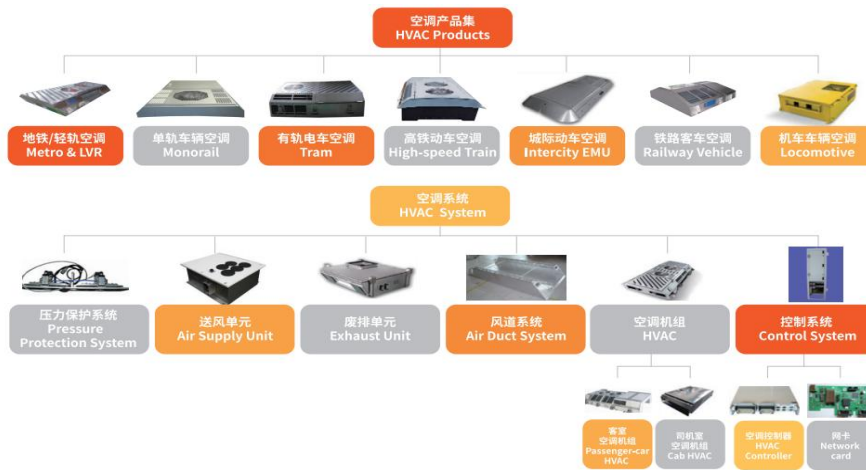 空调产品集
HVAC Products
地铁/轻轨空调
Metro & LVR
单轨车辆空调
Monorail
有轨电车空调
Tram
高铁动车空调
High-speed Train
城际动车空调
Intercity EMU
铁路客车空调
Railway Vehicle
机车车辆空调
Locomotive
空调系统
HVAC System
压力保护系统
Pressure
Protection System
送风单元
Air Supply Unit
废排单元
Exhaust Unit
风道系统
Air Duct System
空调机组
HVAC
控制系统
Control System
客室
空调机组
Passenger-car
HVAC
司机室
空调机组
Cab HVAC
空调控制器
HVAC
Controller
网卡
Network
card